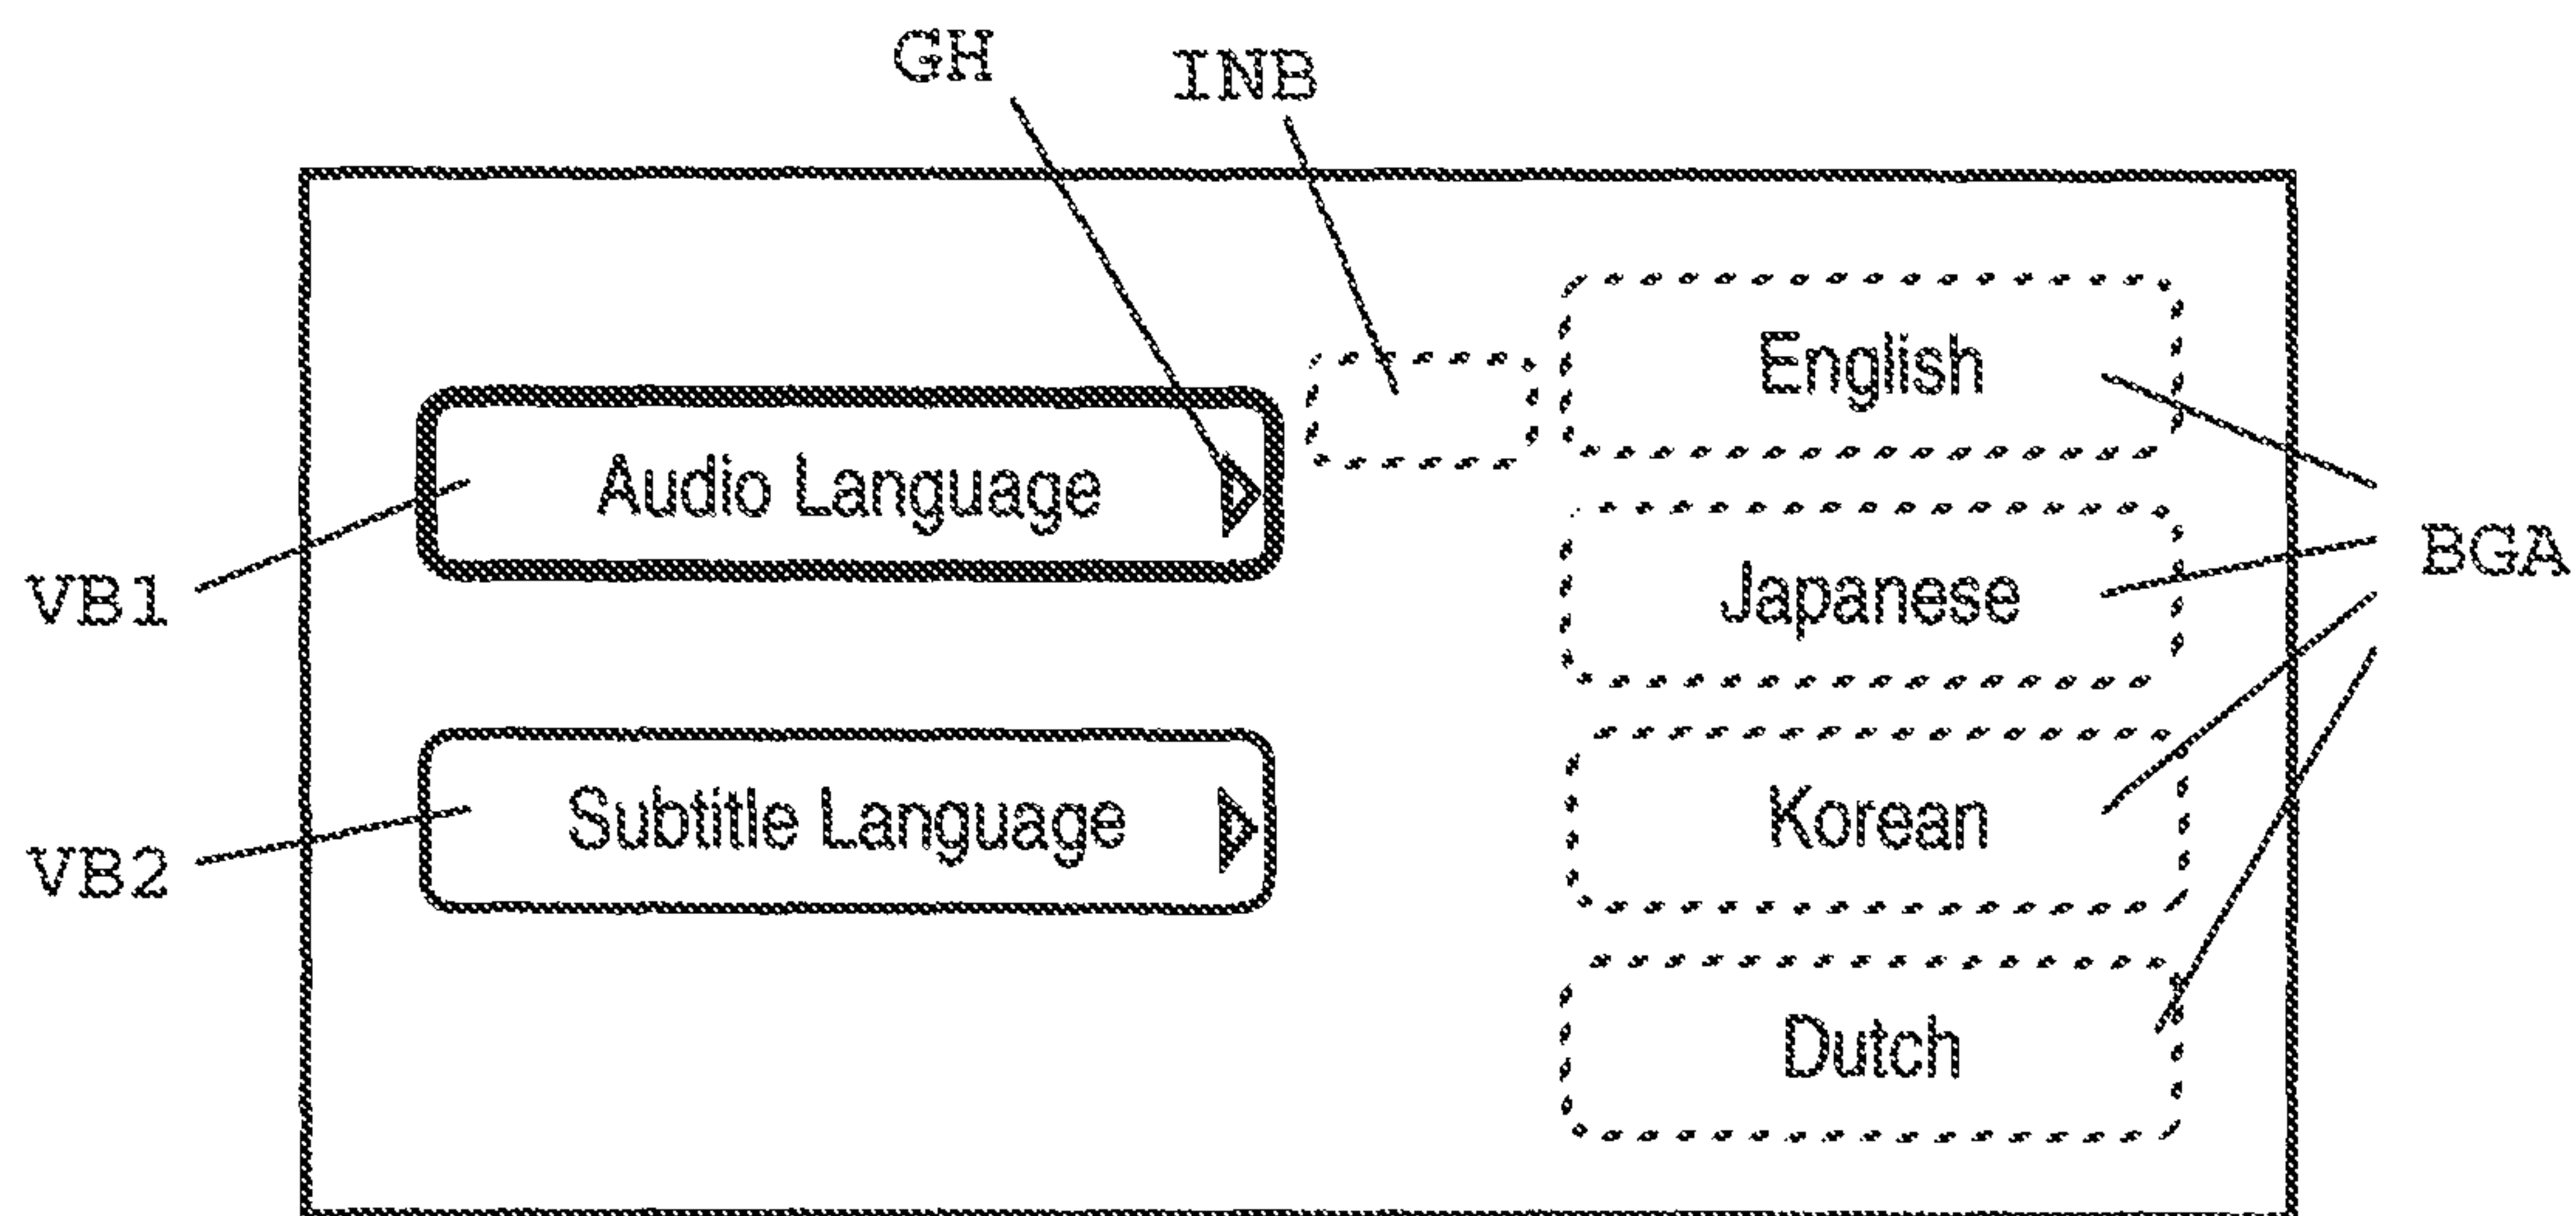 GH
INB
English
Audio Language
Japanese
BGA
VB1
Subtitle Language
Korean
VB2
Dutch